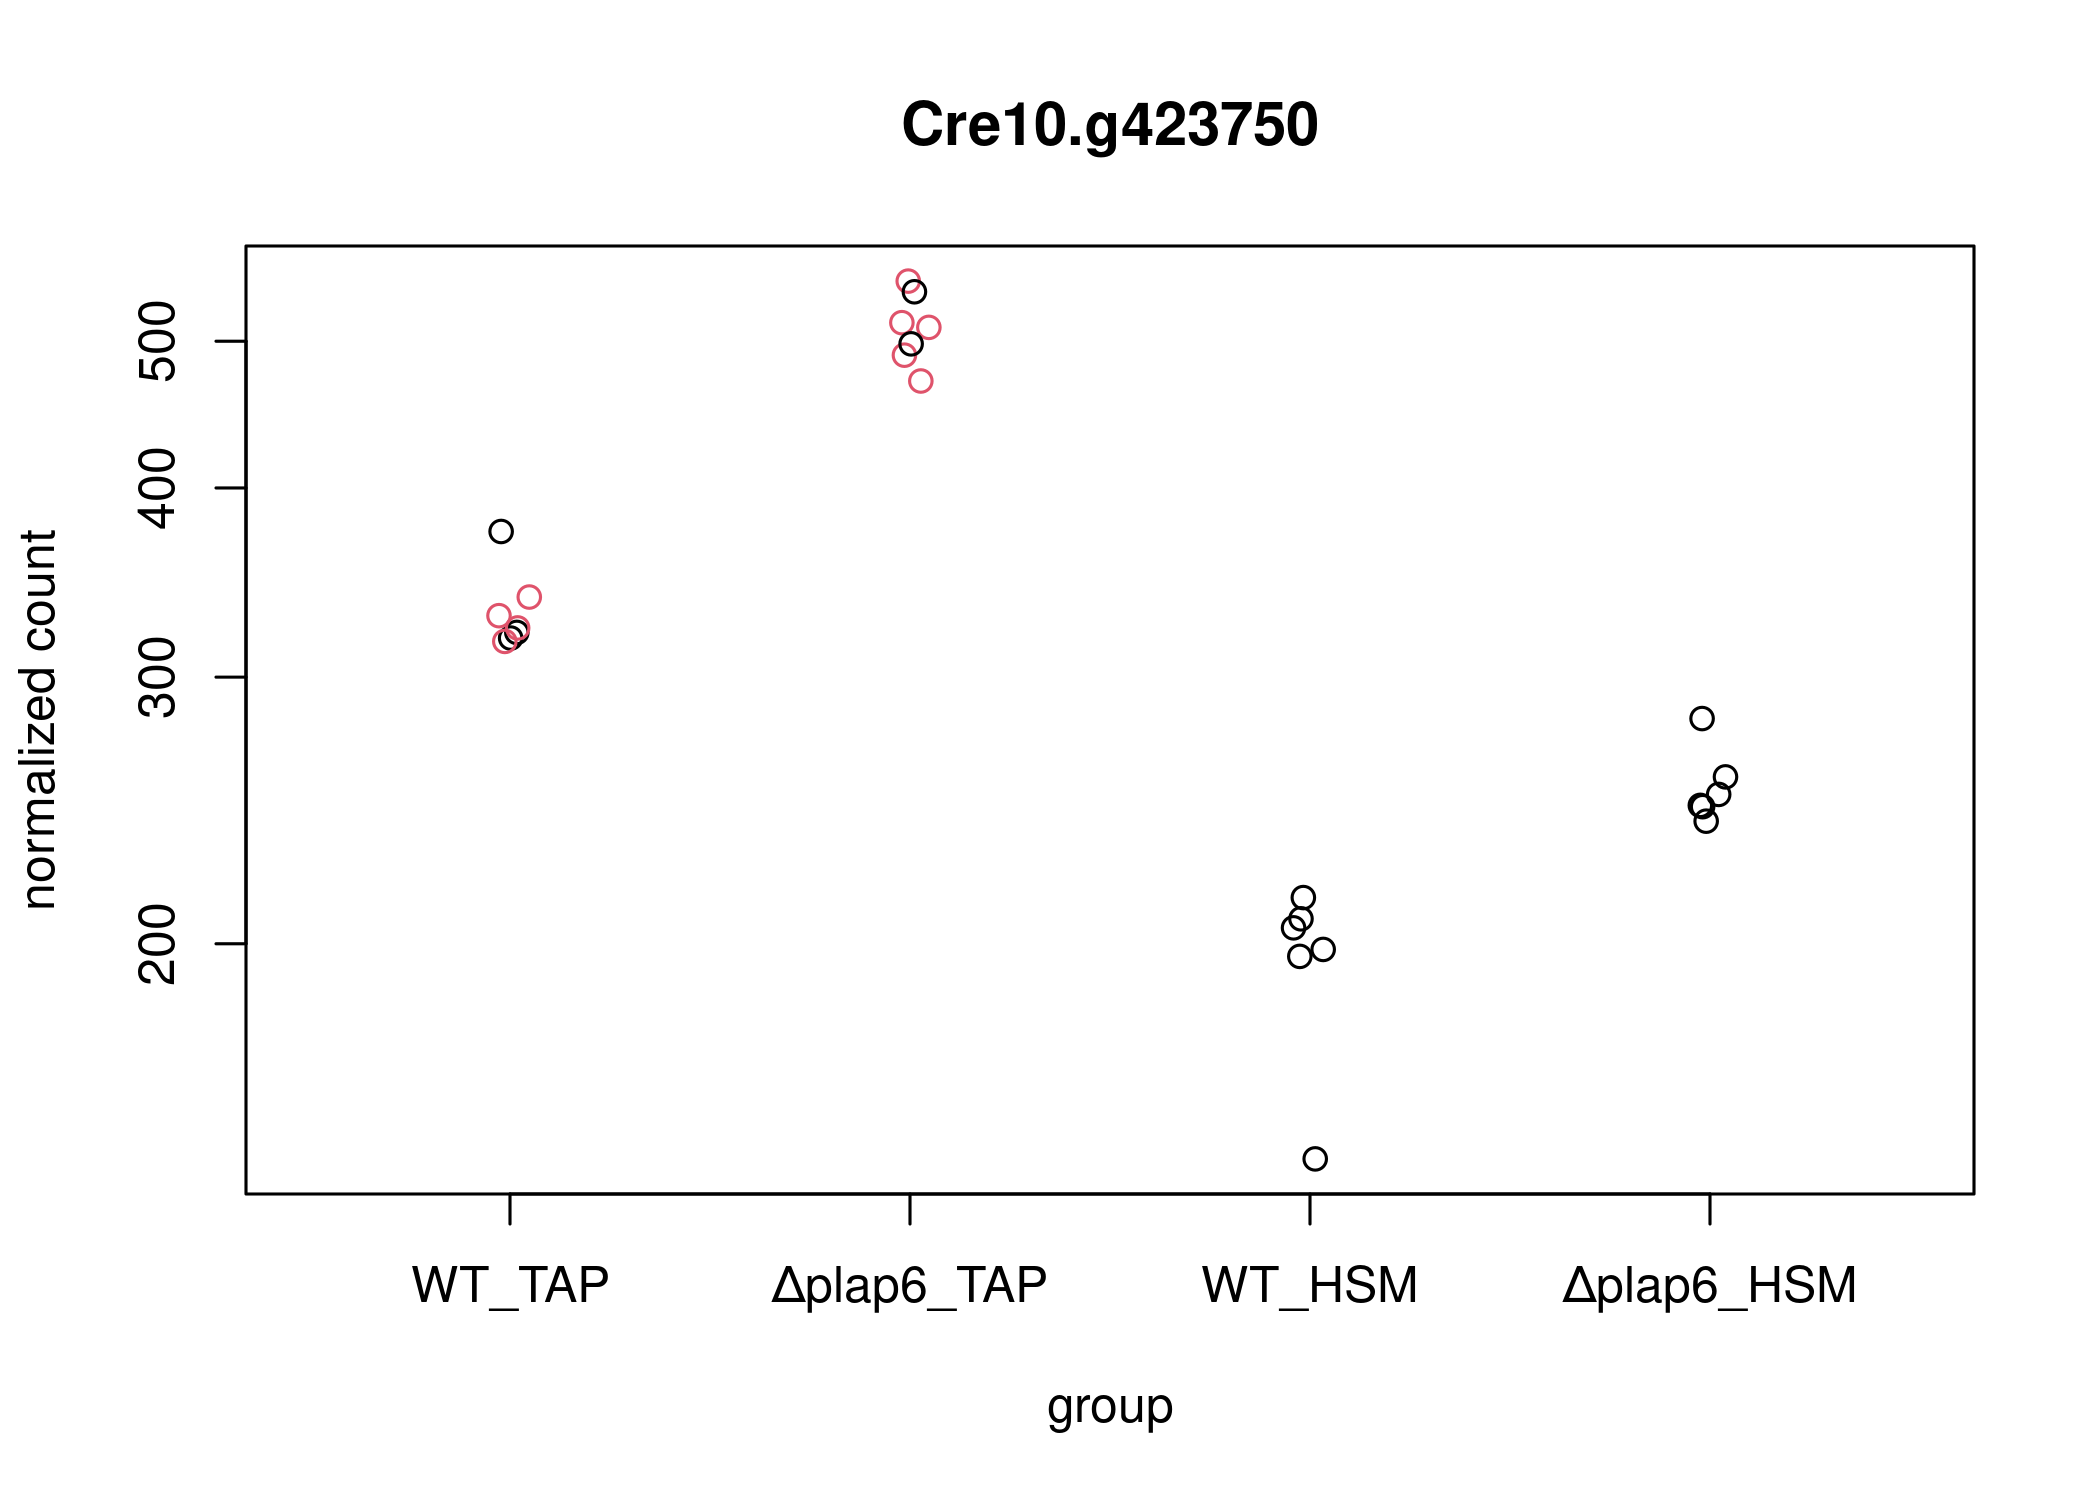 Cre10.g423750
normalized count
500
400
300
200
WT_TAP
Δplap6_TAP
WT_HSM
Δplap6_HSM
group